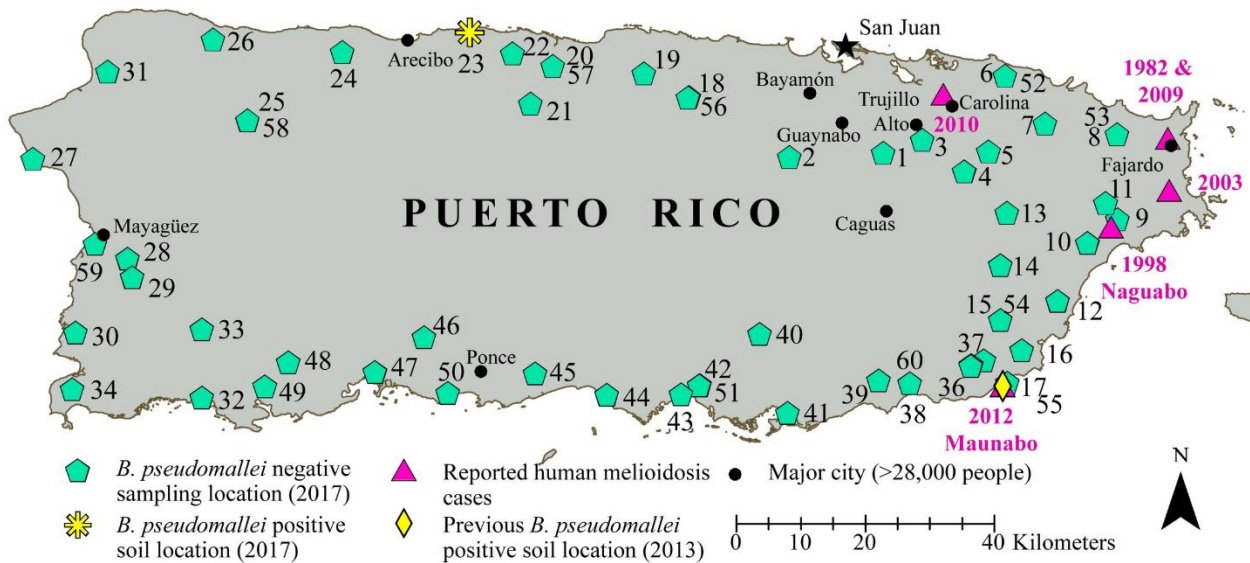 26
31
24
Arecibo
23
22
20
57
19
18
56
San Juan
Bayamón
Guaynabo
Trujillo
Alto
Carolina
2010
6
52
1982 &
2009
53
8
7
Fajardo
2003
25
58
21
27
2
1
3
4
5
11
9
PUERTO RICO
Caguas
13
10
Mayagüez
28
59
29
14
1998
Naguabo
12
30
33
46
40
15
54
16
37
48
47
50
Ponce
45
42
51
60
39
36
34
32
49
44
43
41
38
17
55
2012
Maunabo
B. pseudomallei negative
sampling location (2017)
B. pseudomallei positive
soil location (2017)
Reported human melioidosis
cases
Previous B. pseudomallei
positive soil location (2013)
Major city (>28,000 people)
0 10 20 40 Kilometers
N